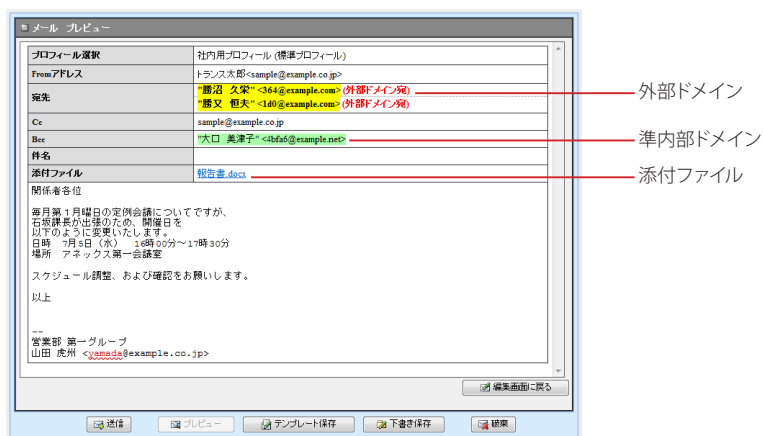 メール プレビュー
プロフィール選択 社内用プロフィール (標準プロフィール)
Fromアドレス トランス太郎<sample@example.co.jp>
宛先 "勝沼 久栄" <364@example.com> (外部ドメイン宛)
"勝又 恒夫" <1d0@example.com> (外部ドメイン宛)
Cc sample@example.co.jp
Bcc "大口 美津子" <4bfa6@example.net>
件名
添付ファイル 報告書.docx
外部ドメイン
準内部ドメイン
添付ファイル
関係者各位
毎月第1月曜日の定例会議についてですが、
石坂課長が出張のため、開催日を
以下のように変更いたします。
日時 7月5日（水） 16時00分～17時30分
場所 アネックス第一会議室
スケジュール調整、および確認をお願いします。
以上
--
営業部 第一グループ
山田 虎州 <yamada@example.co.jp>
編集画面に戻る
送信 プレビュー テンプレート保存 下書き保存 破棄